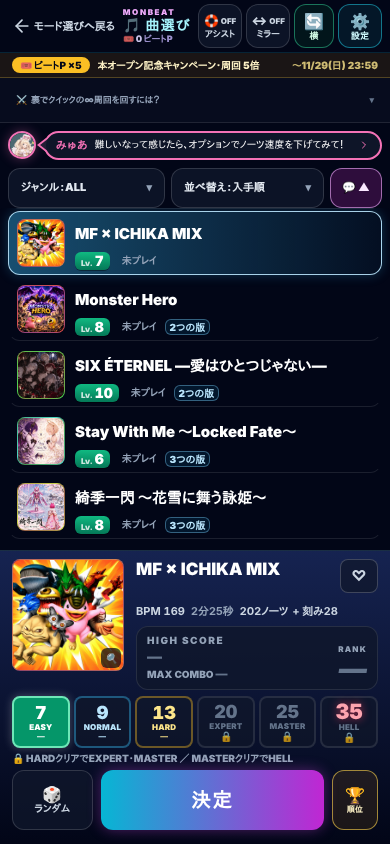 モード選びへ戻る
MONBEAT
🎵 曲選び
🎟 0 ビートP
🛟 OFF
アシスト
↔ OFF
ミラー
🔄
横
⚙️
設定
🎟 ビートP ×5
本オープン記念キャンペーン・周回 5倍
〜11/29(日) 23:59
⚔️ 裏でクイックの∞周回を回すには?
▼
みゅあ 難しいなって感じたら、オプションでノーツ速度を下げてみて!
ジャンル:ALL ▼
並べ替え:入手順 ▼
💬 ▲
MF × ICHIKA MIX
Lv. 7 未プレイ
Monster Hero
Lv. 8 未プレイ 2つの版
SIX ÉTERNEL —愛はひとつじゃない—
Lv. 10 未プレイ 2つの版
Stay With Me 〜Locked Fate〜
Lv. 6 未プレイ 3つの版
綺季一閃 〜花雪に舞う詠姫〜
Lv. 8 未プレイ 3つの版
MF × ICHIKA MIX
BPM 169 2分25秒 202ノーツ + 刻み28
HIGH SCORE
—
MAX COMBO —
RANK
—
7
EASY
—
9
NORMAL
—
13
HARD
—
20
EXPERT
🔒
25
MASTER
🔒
35
HELL
🔒
🔒 HARDクリアでEXPERT・MASTER ／ MASTERクリアでHELL
🎲
ランダム
決定
🏆
順位